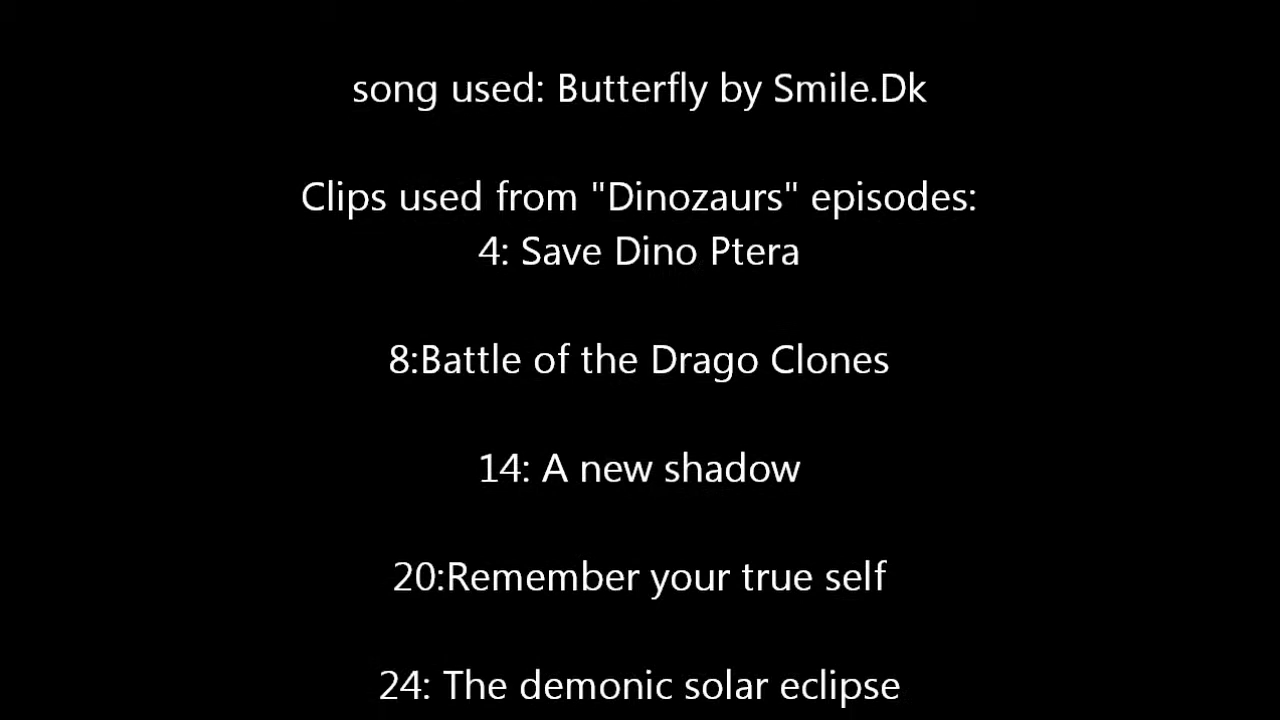 song used: Butterfly by Smile.Dk
Clips used from "Dinozaurs" episodes:
4: Save Dino Ptera
8:Battle of the Drago Clones
14: A new shadow
20:Remember your true self
24: The demonic solar eclipse